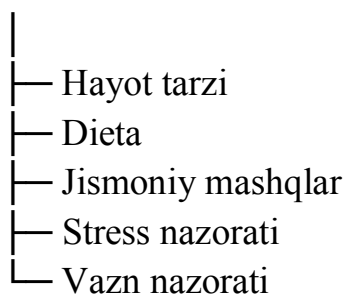 │
├─ Hayot tarzi
├─ Dieta
├─ Jismoniy mashqlar
├─ Stress nazorati
└─ Vazn nazorati